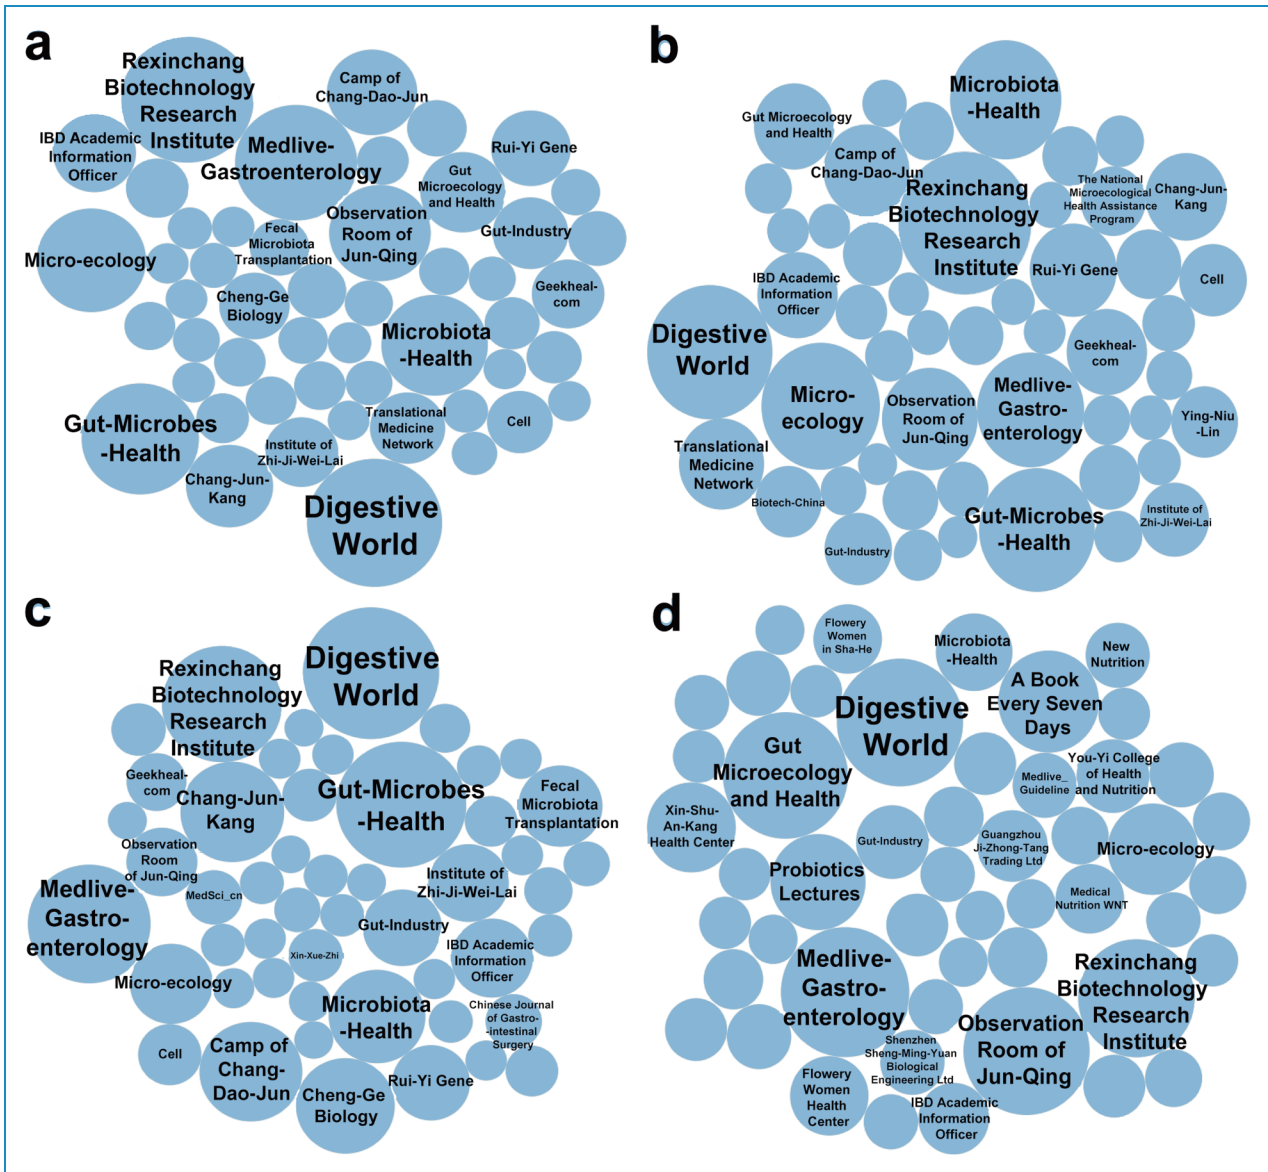 a
Rexinchang
Biotechnology
Research
Institute
Camp of
Chang-Dao-Jun
IBD Academic
Information
Officer
Medlive-
Gastroenterology
Rui-Yi Gene
Gut
Microecology
and Health
Observation
Room of
Jun-Qing
Gut-Industry
Fecal
Microbiota
Transplantation
Micro-ecology
Geekheal-
com
Cheng-Ge
Biology
Microbiota
-Health
Gut-Microbes
-Health
Translational
Medicine
Network
Cell
Institute of
Zhi-Ji-Wei-Lai
Chang-Jun-
Kang
Digestive
World
b
Microbiota
-Health
Gut Microecology
and Health
Camp of
Chang-Dao-Jun
Rexinchang
Biotechnology
Research
Institute
The National
Microecological
Health Assistance
Program
Chang-Jun-
Kang
Rui-Yi Gene
Cell
IBD Academic
Information
Officer
Digestive
World
Geekheal-
com
Micro-
ecology
Observation
Room of
Jun-Qing
Medlive-
Gastro-
enterology
Ying-Niu
-Lin
Translational
Medicine
Network
Biotech-China
Gut-Microbes
-Health
Institute of
Zhi-Ji-Wei-Lai
Gut-Industry
c
Digestive
World
Rexinchang
Biotechnology
Research
Institute
Geekheal-
com
Chang-Jun-
Kang
Gut-Microbes
-Health
Fecal
Microbiota
Transplantation
Observation
Room
of Jun-Qing
Institute of
Zhi-Ji-Wei-Lai
Medlive-
Gastro-
enterology
MedSci_cn
Gut-Industry
IBD Academic
Information
Officer
Xin-Xue-Zhi
Micro-ecology
Microbiota
-Health
Chinese Journal
of Gastro-
-intestinal
Surgery
Cell
Camp of
Chang-
Dao-Jun
Cheng-Ge
Biology
Rui-Yi Gene
d
Flowery
Women
in Sha-He
Microbiota
-Health
New
Nutrition
A Book
Every Seven
Days
Digestive
World
Gut
Microecology
and Health
Medlive_
Guideline
You-Yi College
of Health
and Nutrition
Xin-Shu-
An-Kang
Health Center
Gut-Industry
Guangzhou
Ji-Zhong-Tang
Trading Ltd
Micro-ecology
Probiotics
Lectures
Medical
Nutrition WNT
Medlive-
Gastro-
enterology
Rexinchang
Biotechnology
Research
Institute
Observation
Room of
Jun-Qing
Shenzhen
Sheng-Ming-Yuan
Biological
Engineering Ltd
Flowery
Women
Health
Center
IBD Academic
Information
Officer